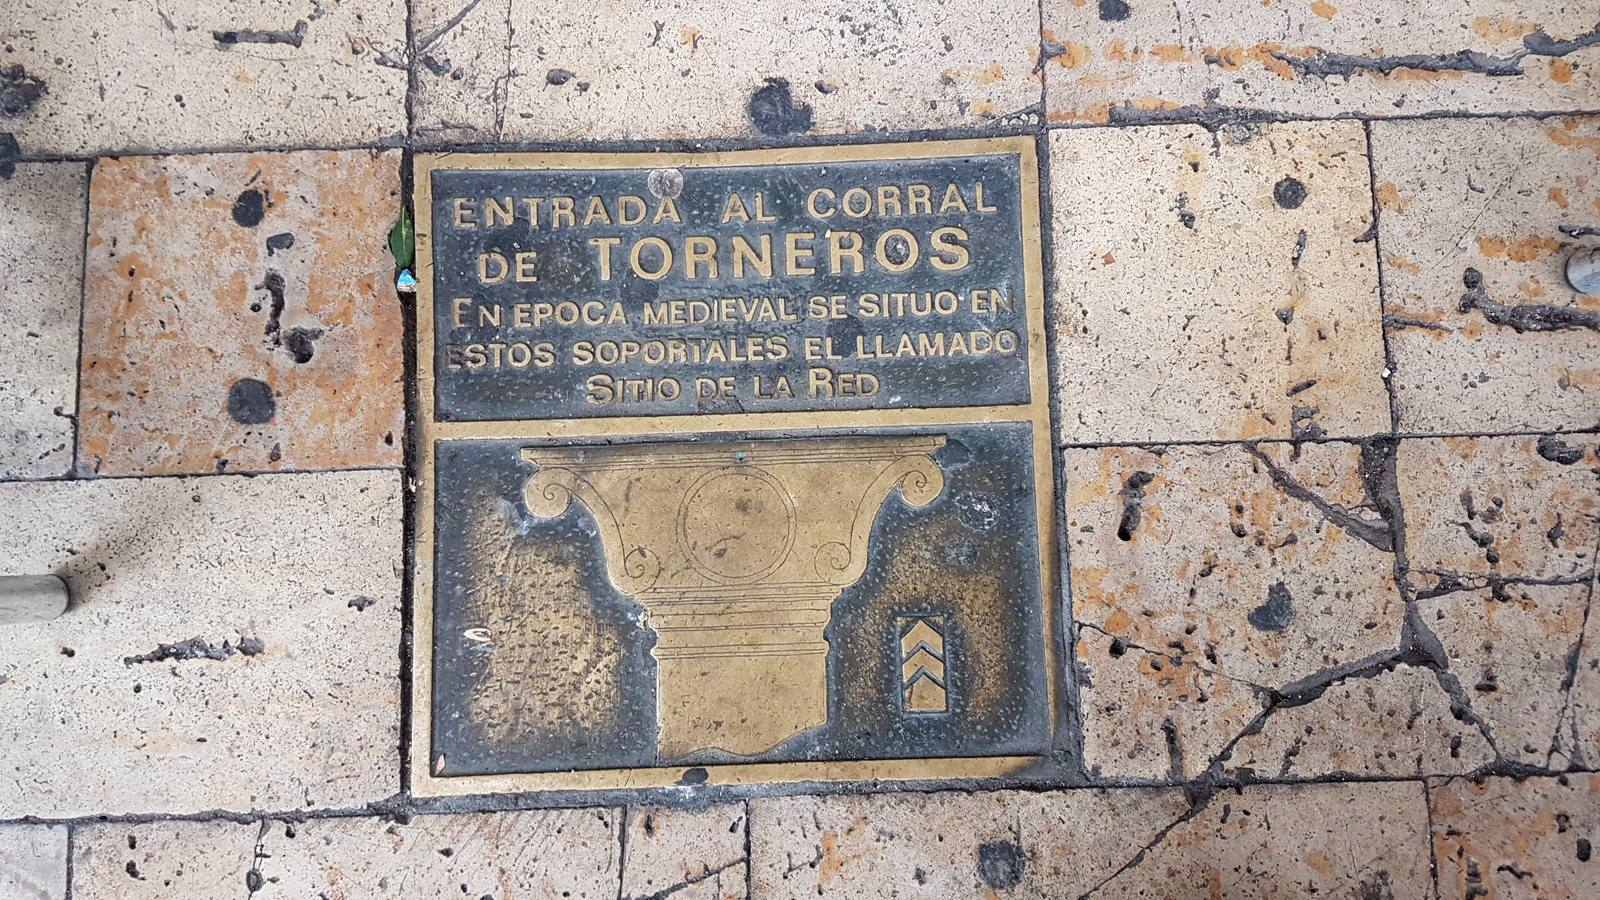 ENTRADA AL CORRAL
DE TORNEROS
EN EPOCA MEDIEVAL SE SITUO EN
ESTOS SOPORTALES EL LLAMADO
SITIO DE LA RED